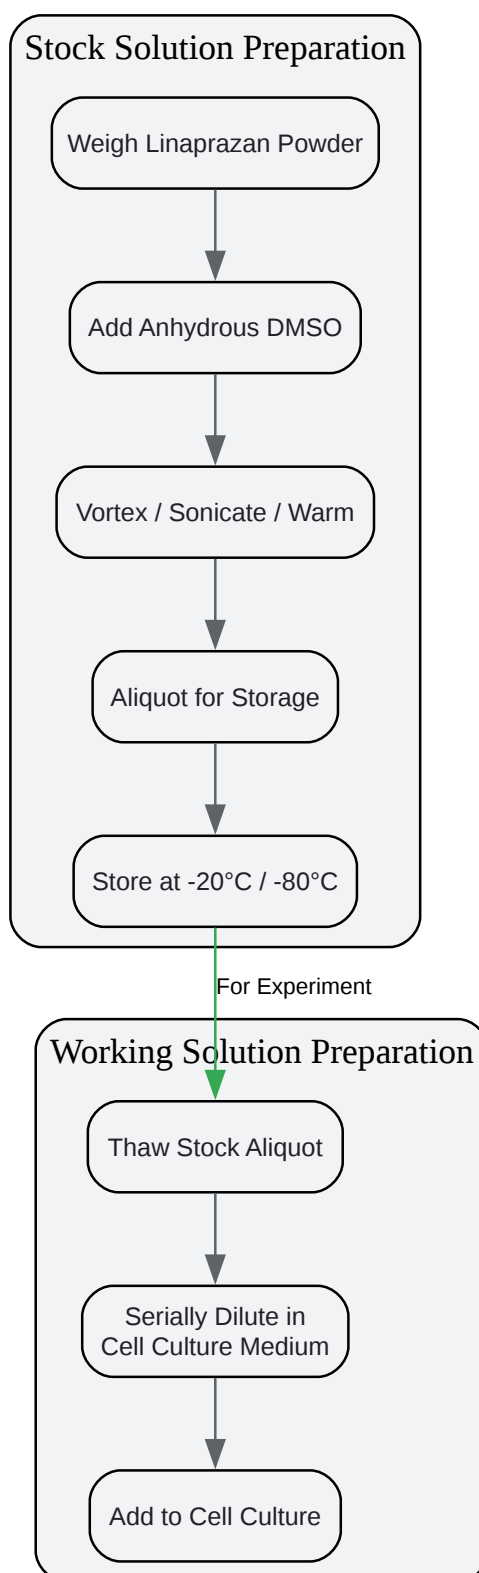 Stock Solution Preparation
Weigh Linaprazan Powder
Add Anhydrous DMSO
Vortex / Sonicate / Warm
Aliquot for Storage
Store at -20°C / -80°C
For Experiment
Working Solution Preparation
Thaw Stock Aliquot
Serially Dilute in
Cell Culture Medium
Add to Cell Culture